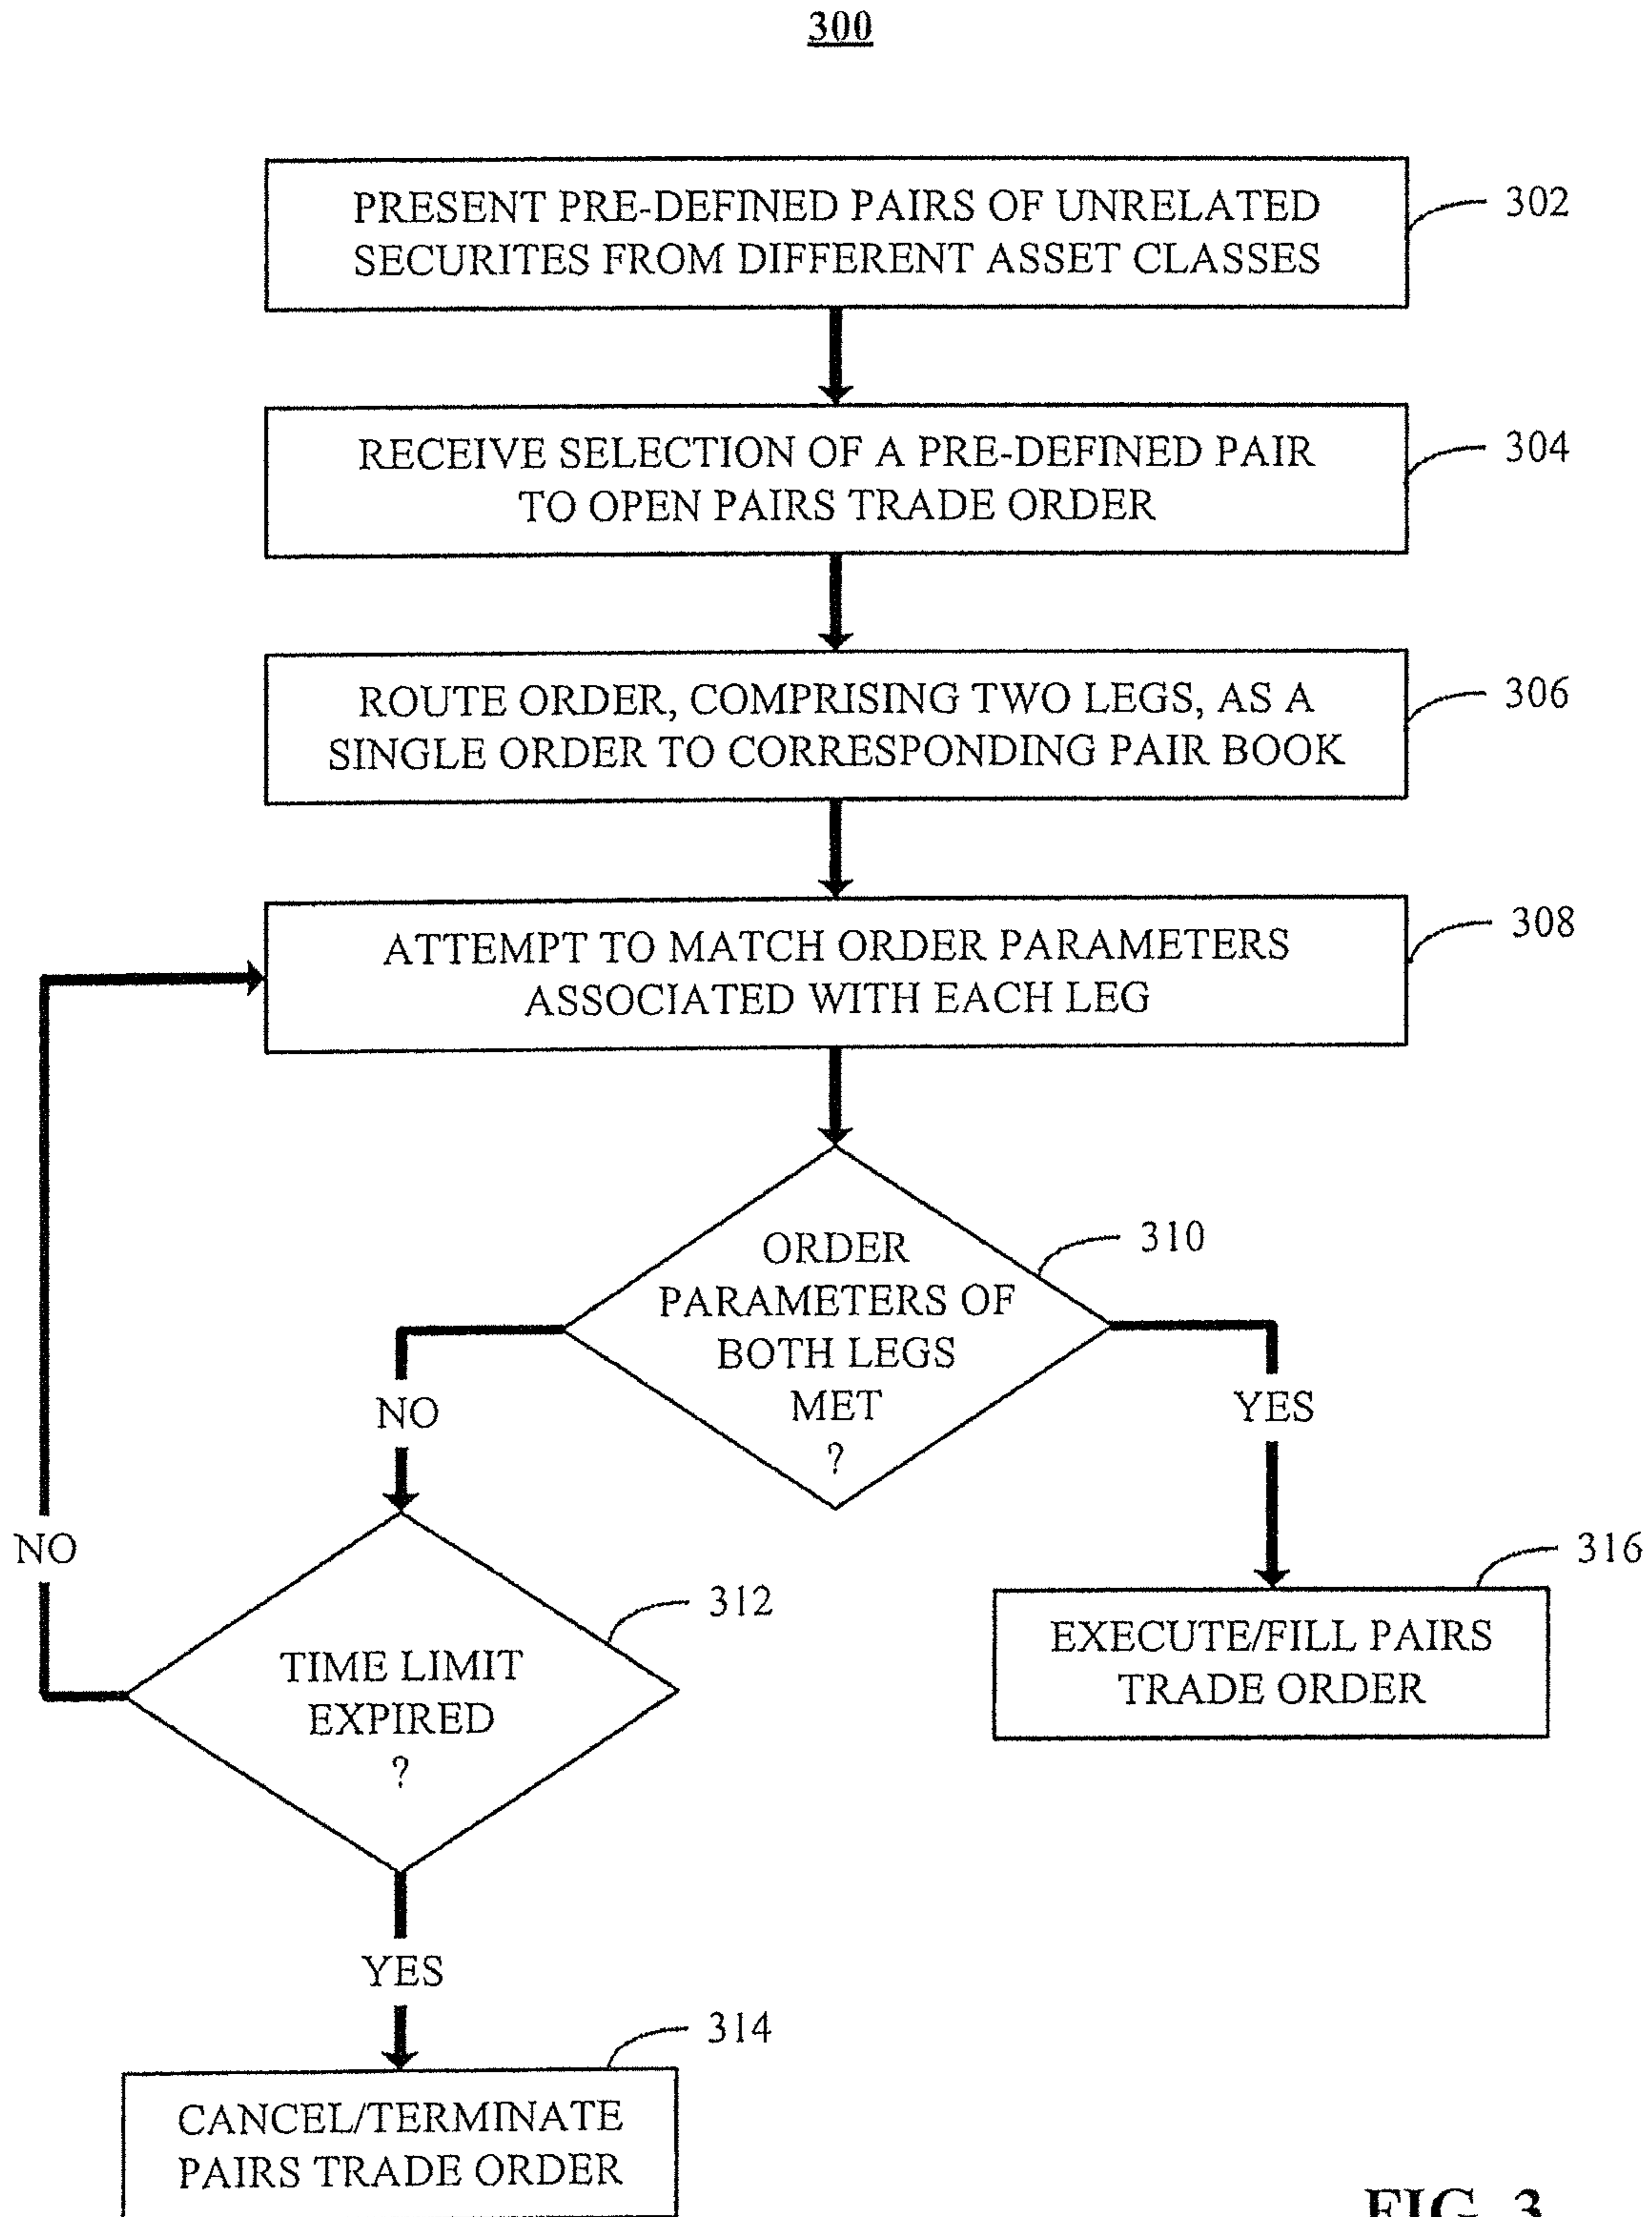 300
PRESENT PRE-DEFINED PAIRS OF UNRELATED
SECURITES FROM DIFFERENT ASSET CLASSES
302
RECEIVE SELECTION OF A PRE-DEFINED PAIR
TO OPEN PAIRS TRADE ORDER
304
ROUTE ORDER, COMPRISING TWO LEGS, AS A
SINGLE ORDER TO CORRESPONDING PAIR BOOK
306
ATTEMPT TO MATCH ORDER PARAMETERS
ASSOCIATED WITH EACH LEG
308
ORDER
PARAMETERS OF
BOTH LEGS
MET
?
310
NO
YES
NO
TIME LIMIT
EXPIRED
?
312
EXECUTE/FILL PAIRS
TRADE ORDER
316
YES
CANCEL/TERMINATE
PAIRS TRADE ORDER
314
FIG. 3